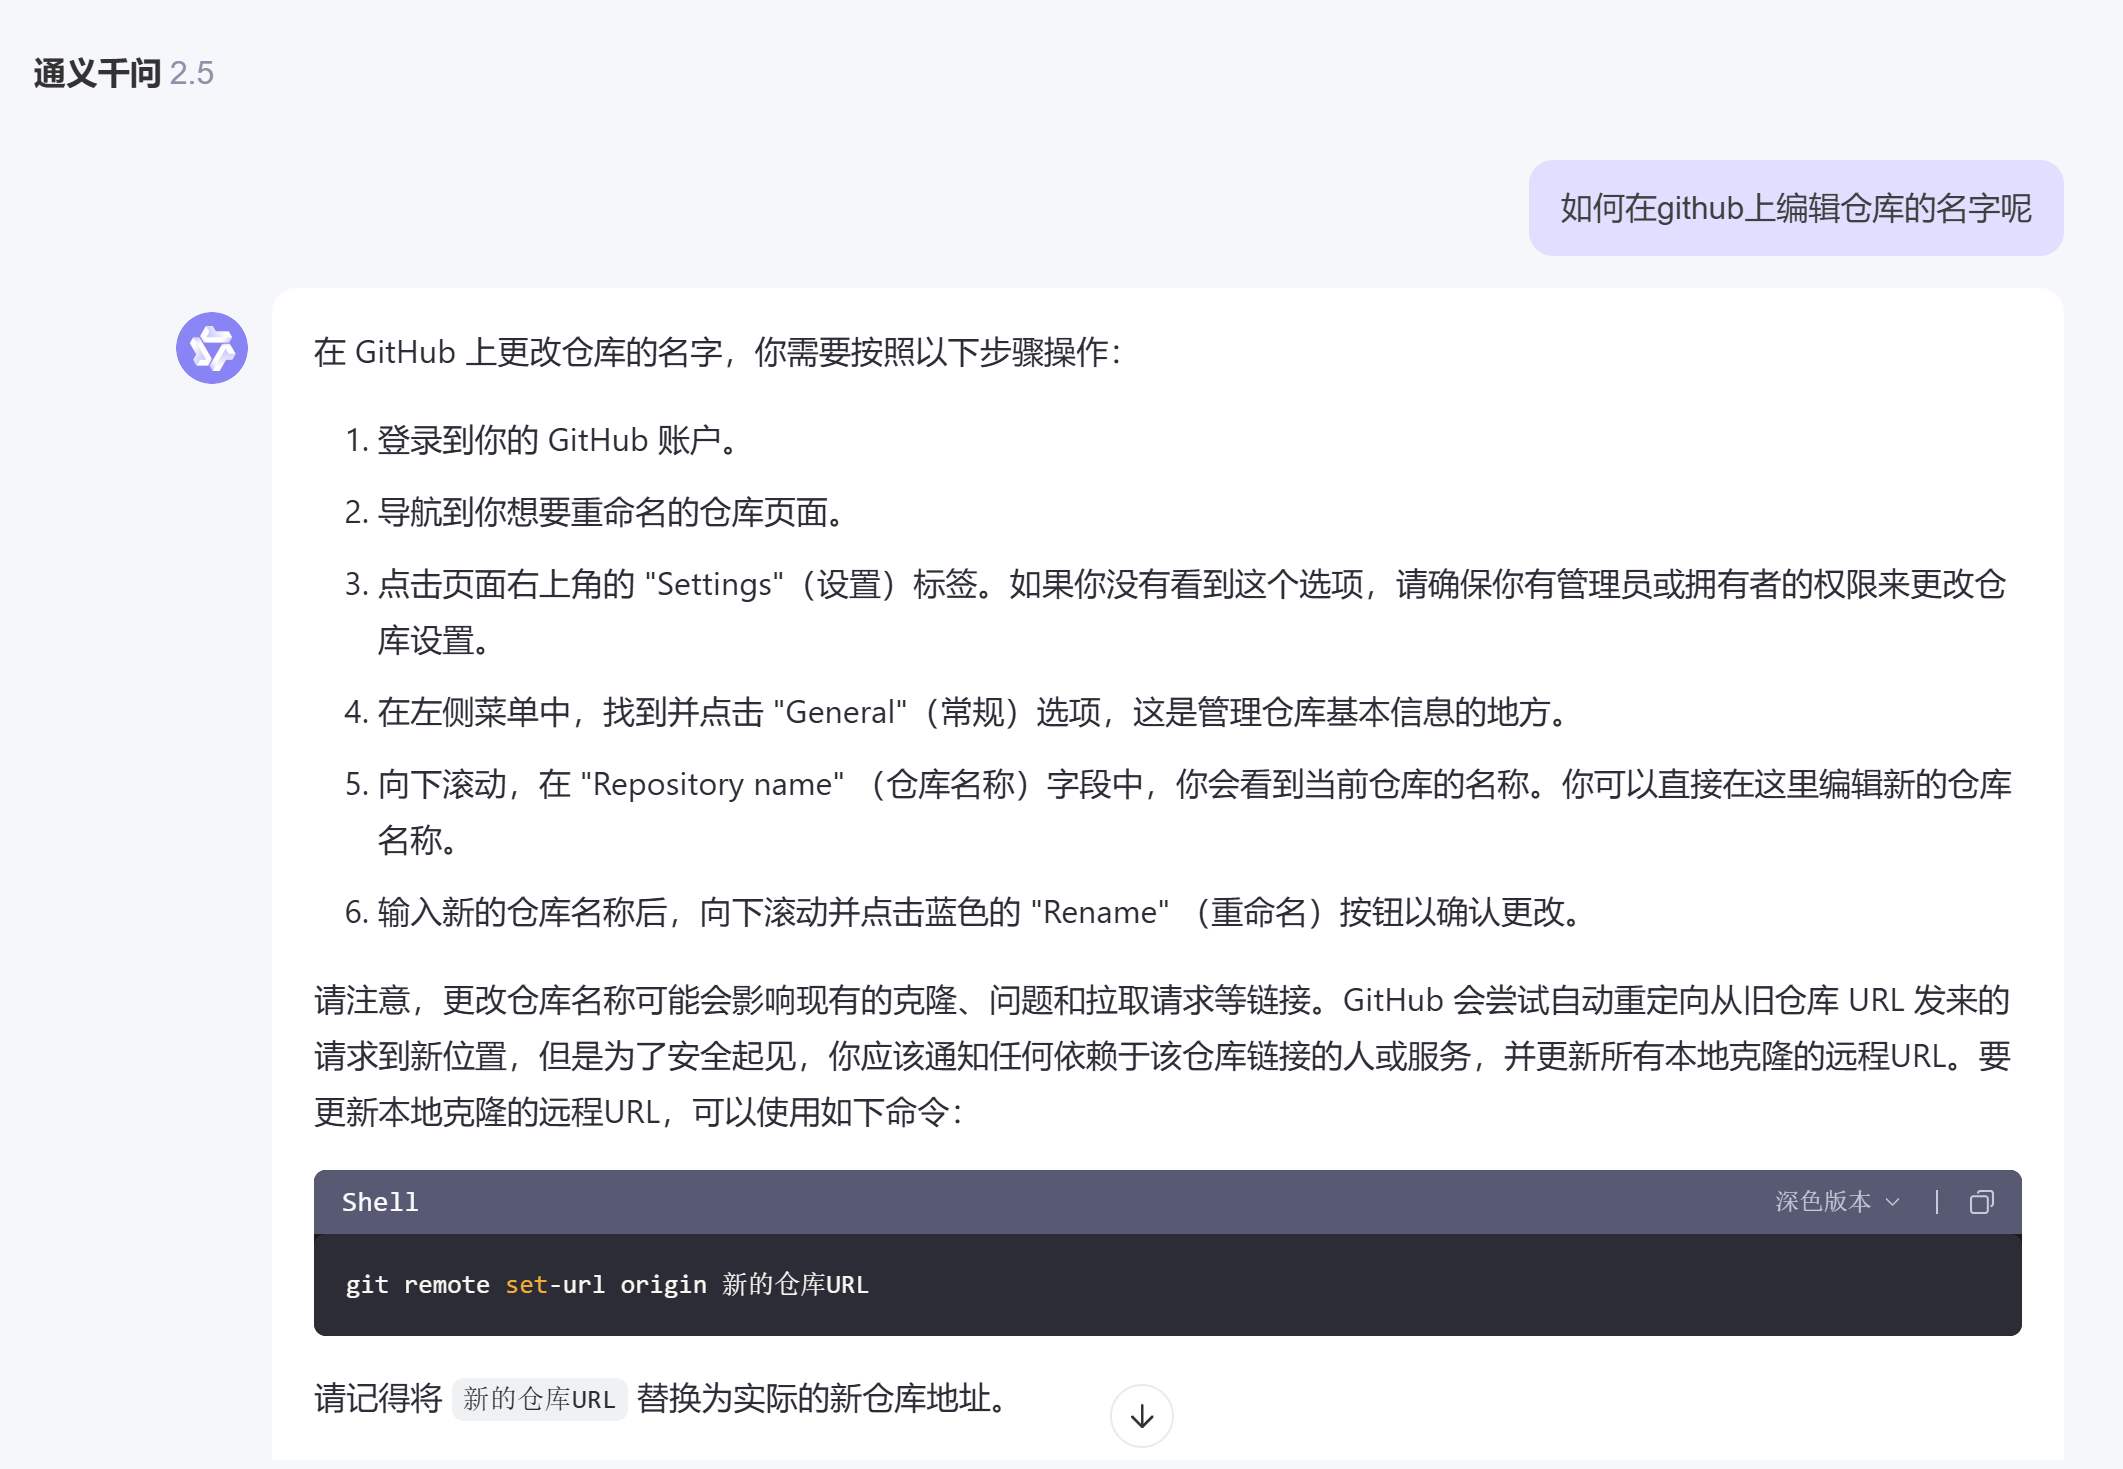 通义千问 2.5
如何在github上编辑仓库的名字呢
在 GitHub 上更改仓库的名字，你需要按照以下步骤操作：
1. 登录到你的 GitHub 账户。
2. 导航到你想要重命名的仓库页面。
3. 点击页面右上角的 "Settings"（设置）标签。如果你没有看到这个选项，请确保你有管理员或拥有者的权限来更改仓
库设置。
4. 在左侧菜单中，找到并点击 "General"（常规）选项，这是管理仓库基本信息的地方。
5. 向下滚动，在 "Repository name" （仓库名称）字段中，你会看到当前仓库的名称。你可以直接在这里编辑新的仓库
名称。
6. 输入新的仓库名称后，向下滚动并点击蓝色的 "Rename" （重命名）按钮以确认更改。
请注意，更改仓库名称可能会影响现有的克隆、问题和拉取请求等链接。GitHub 会尝试自动重定向从旧仓库 URL 发来的
请求到新位置，但是为了安全起见，你应该通知任何依赖于该仓库链接的人或服务，并更新所有本地克隆的远程URL。要
更新本地克隆的远程URL，可以使用如下命令：
Shell 深色版本
git remote set-url origin 新的仓库URL
请记得将 新的仓库URL 替换为实际的新仓库地址。